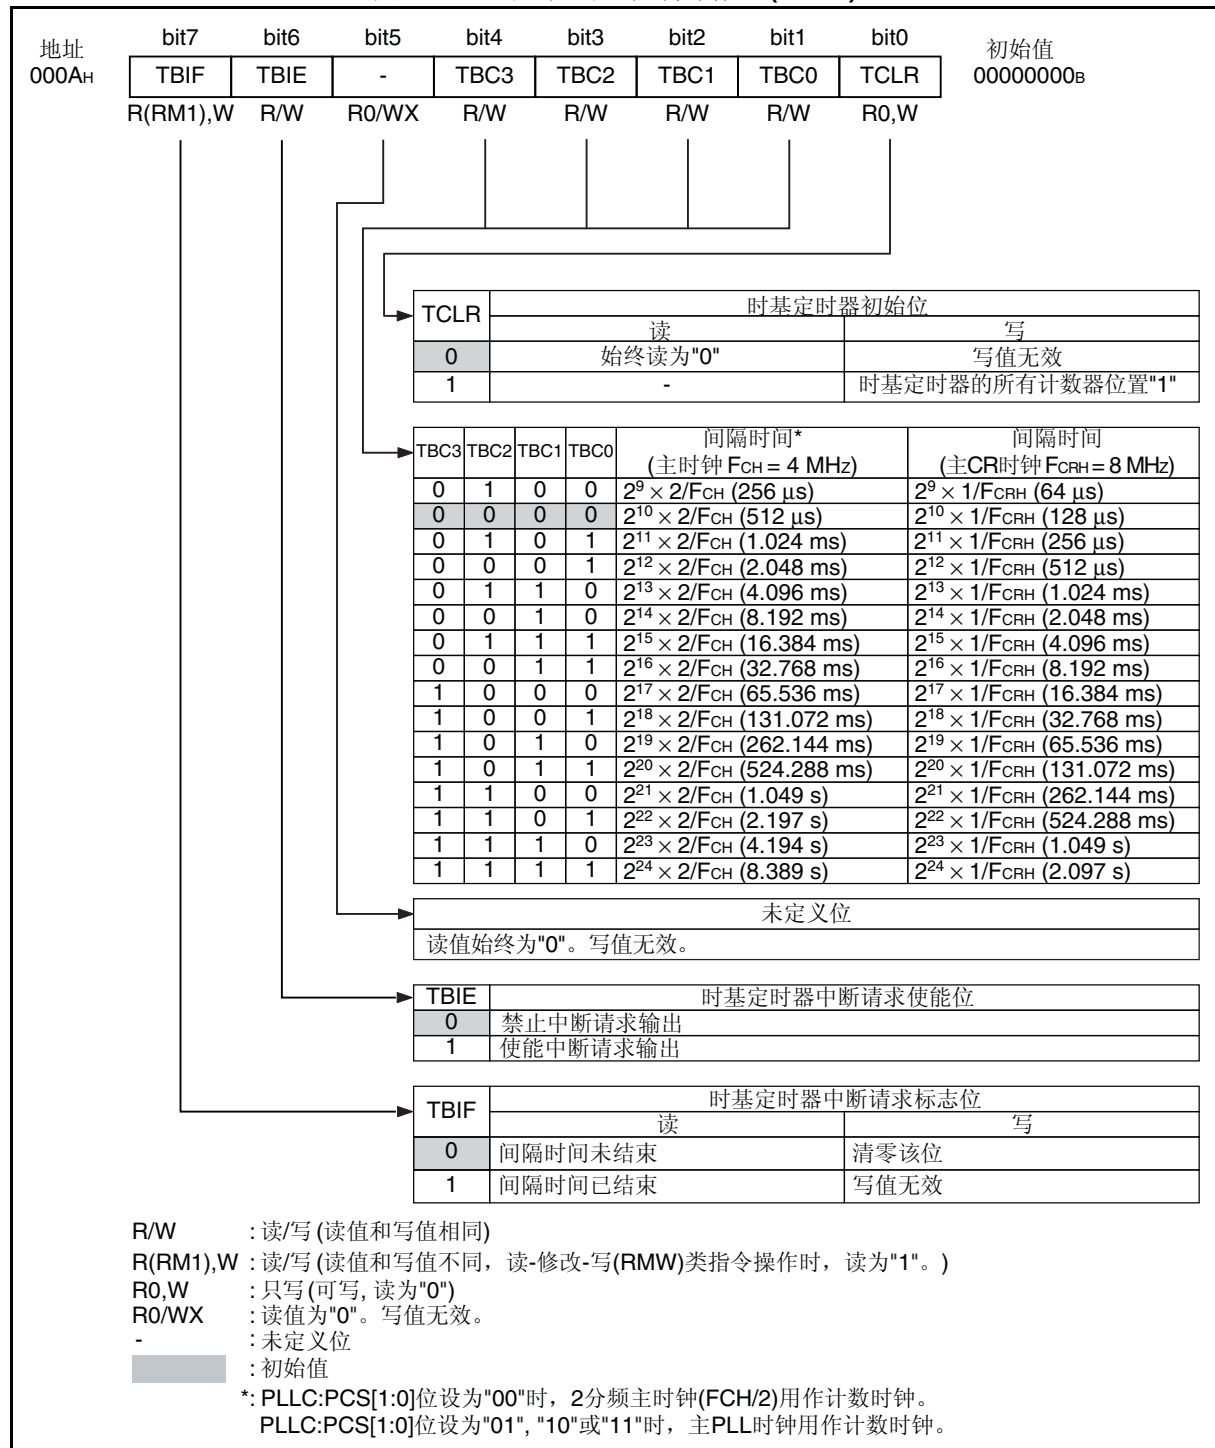 地址 bit7 bit6 bit5 bit4 bit3 bit2 bit1 bit0 初始值
000AH TBIF TBIE - TBC3 TBC2 TBC1 TBC0 TCLR 00000000B
R(RM1),W R/W R0/WX R/W R/W R/W R/W R0,W
TCLR 时基定时器初始位
读 写
0 始终读为"0" 写值无效
1 - 时基定时器的所有计数器位置"1"
TBC3 TBC2 TBC1 TBC0 间隔时间* 间隔时间
(主时钟 FCH = 4 MHz) (主CR时钟 FCRH = 8 MHz)
0 1 0 0 2⁹ × 2/FCH (256 μs) 2⁹ × 1/FCRH (64 μs)
0 0 0 0 2¹⁰ × 2/FCH (512 μs) 2¹⁰ × 1/FCRH (128 μs)
0 1 0 1 2¹¹ × 2/FCH (1.024 ms) 2¹¹ × 1/FCRH (256 μs)
0 0 0 1 2¹² × 2/FCH (2.048 ms) 2¹² × 1/FCRH (512 μs)
0 1 1 0 2¹³ × 2/FCH (4.096 ms) 2¹³ × 1/FCRH (1.024 ms)
0 0 1 0 2¹⁴ × 2/FCH (8.192 ms) 2¹⁴ × 1/FCRH (2.048 ms)
0 1 1 1 2¹⁵ × 2/FCH (16.384 ms) 2¹⁵ × 1/FCRH (4.096 ms)
0 0 1 1 2¹⁶ × 2/FCH (32.768 ms) 2¹⁶ × 1/FCRH (8.192 ms)
1 0 0 0 2¹⁷ × 2/FCH (65.536 ms) 2¹⁷ × 1/FCRH (16.384 ms)
1 0 0 1 2¹⁸ × 2/FCH (131.072 ms) 2¹⁸ × 1/FCRH (32.768 ms)
1 0 1 0 2¹⁹ × 2/FCH (262.144 ms) 2¹⁹ × 1/FCRH (65.536 ms)
1 0 1 1 2²⁰ × 2/FCH (524.288 ms) 2²⁰ × 1/FCRH (131.072 ms)
1 1 0 0 2²¹ × 2/FCH (1.049 s) 2²¹ × 1/FCRH (262.144 ms)
1 1 0 1 2²² × 2/FCH (2.197 s) 2²² × 1/FCRH (524.288 ms)
1 1 1 0 2²³ × 2/FCH (4.194 s) 2²³ × 1/FCRH (1.049 s)
1 1 1 1 2²⁴ × 2/FCH (8.389 s) 2²⁴ × 1/FCRH (2.097 s)
未定义位
读值始终为"0"。写值无效。
TBIE 时基定时器中断请求使能位
0 禁止中断请求输出
1 使能中断请求输出
TBIF 时基定时器中断请求标志位
读 写
0 间隔时间未结束 清零该位
1 间隔时间已结束 写值无效
R/W : 读/写 (读值和写值相同)
R(RM1),W : 读/写 (读值和写值不同，读-修改-写(RMW)类指令操作时，读为"1"。)
R0,W : 只写 (可写, 读为"0")
R0/WX : 读值为"0"。写值无效。
- : 未定义位
: 初始值
*: PLLC:PCS[1:0]位设为"00"时，2分频主时钟(FCH/2)用作计数时钟。
PLLC:PCS[1:0]位设为"01", "10"或"11"时，主PLL时钟用作计数时钟。